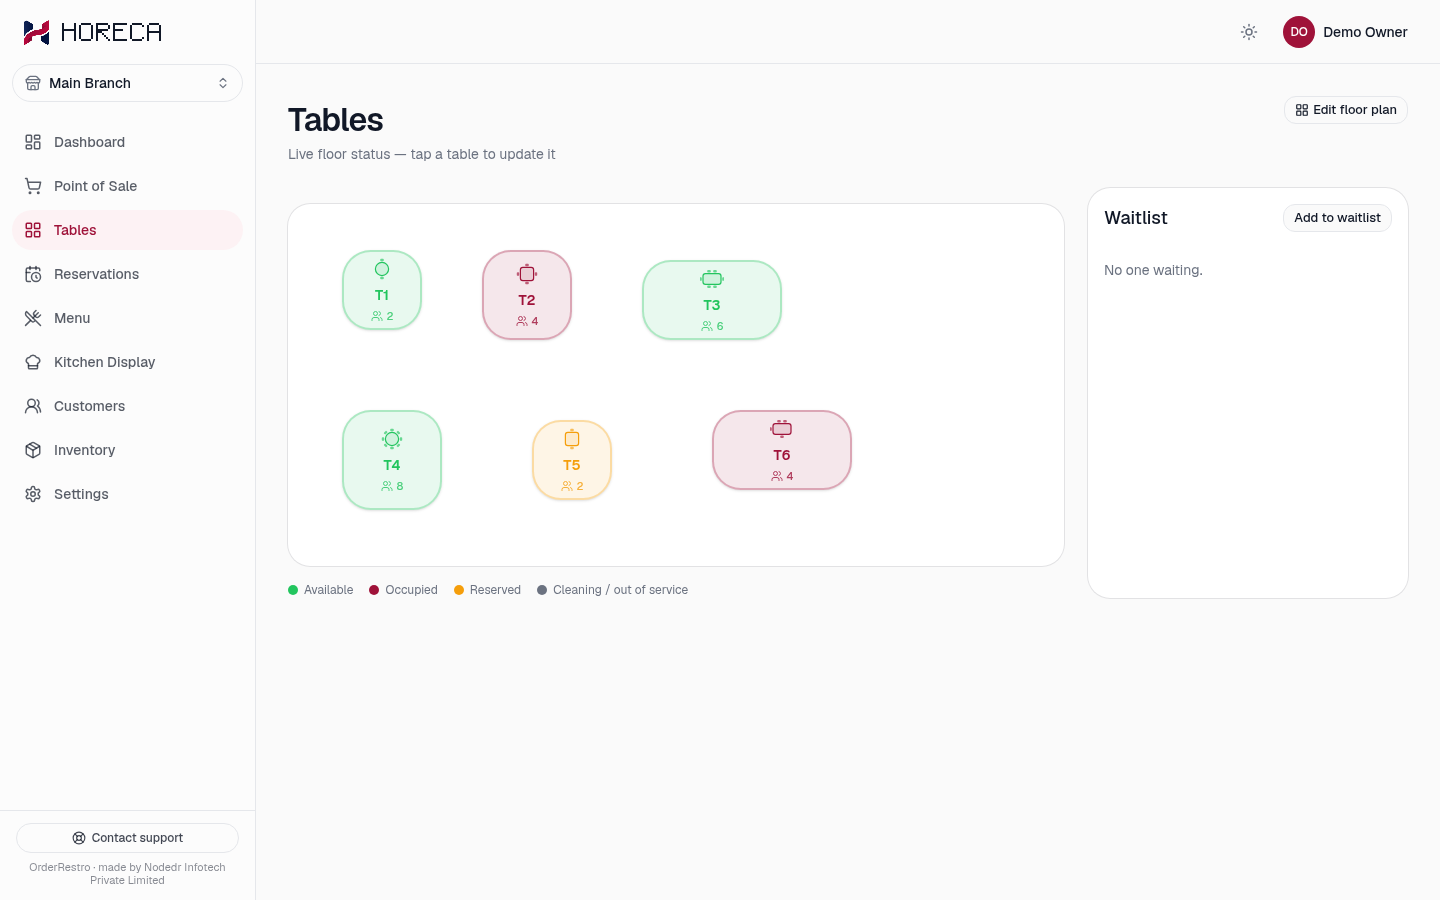 HORECA
Main Branch
Dashboard
Point of Sale
Tables
Reservations
Menu
Kitchen Display
Customers
Inventory
Settings
Contact support
OrderRestro · made by Nodedr Infotech
Private Limited
DO
Demo Owner
Tables
Live floor status — tap a table to update it
Edit floor plan
T1
2
T2
4
T3
6
T4
8
T5
2
T6
4
Available
Occupied
Reserved
Cleaning / out of service
Waitlist
Add to waitlist
No one waiting.